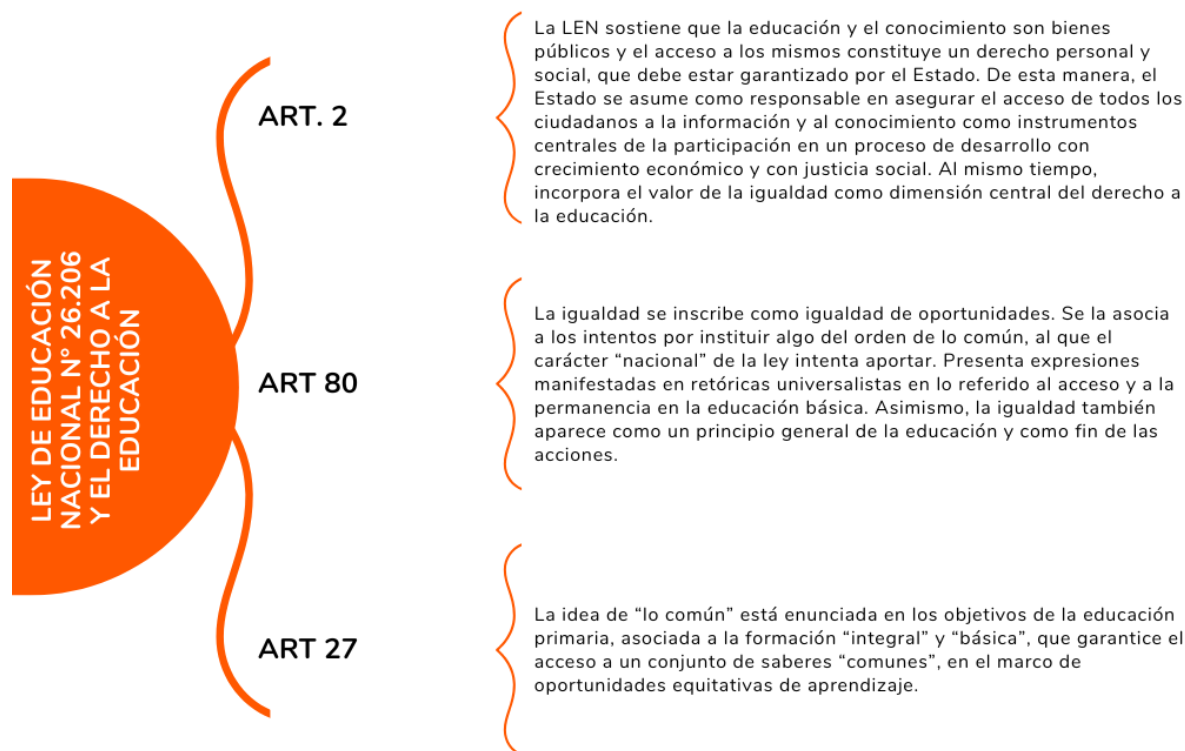 LEY DE EDUCACIÓN
NACIONAL N° 26.206
Y EL DERECHO A LA
EDUCACIÓN
ART. 2
La LEN sostiene que la educación y el conocimiento son bienes
públicos y el acceso a los mismos constituye un derecho personal y
social, que debe estar garantizado por el Estado. De esta manera, el
Estado se asume como responsable en asegurar el acceso de todos los
ciudadanos a la información y al conocimiento como instrumentos
centrales de la participación en un proceso de desarrollo con
crecimiento económico y con justicia social. Al mismo tiempo,
incorpora el valor de la igualdad como dimensión central del derecho a
la educación.
ART 80
La igualdad se inscribe como igualdad de oportunidades. Se la asocia
a los intentos por instituir algo del orden de lo común, al que el
carácter “nacional” de la ley intenta aportar. Presenta expresiones
manifestadas en retóricas universalistas en lo referido al acceso y a la
permanencia en la educación básica. Asimismo, la igualdad también
aparece como un principio general de la educación y como fin de las
acciones.
ART 27
La idea de “lo común” está enunciada en los objetivos de la educación
primaria, asociada a la formación “integral” y “básica”, que garantice el
acceso a un conjunto de saberes “comunes”, en el marco de
oportunidades equitativas de aprendizaje.